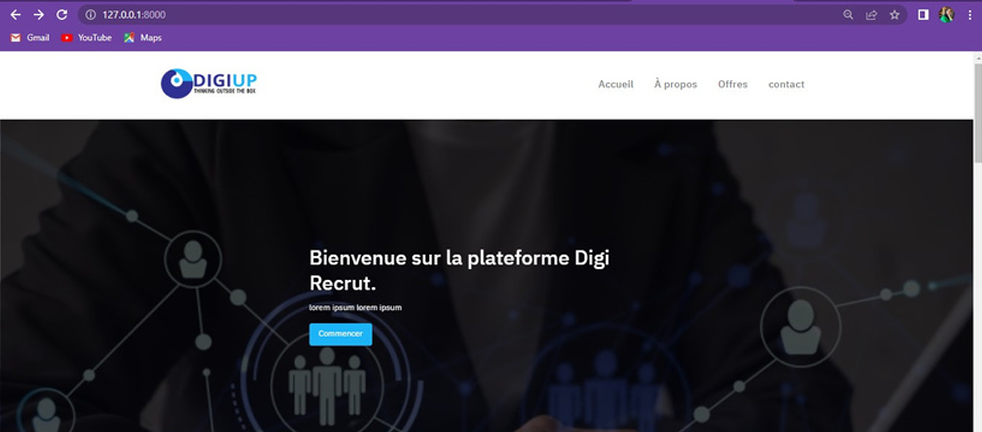 127.0.0.1:8000
Gmail YouTube Maps
DIGIUP
THINKING OUTSIDE THE BOX
Accueil À propos Offres contact
Bienvenue sur la plateforme Digi
Recrut.
lorem ipsum lorem ipsum
Commencer